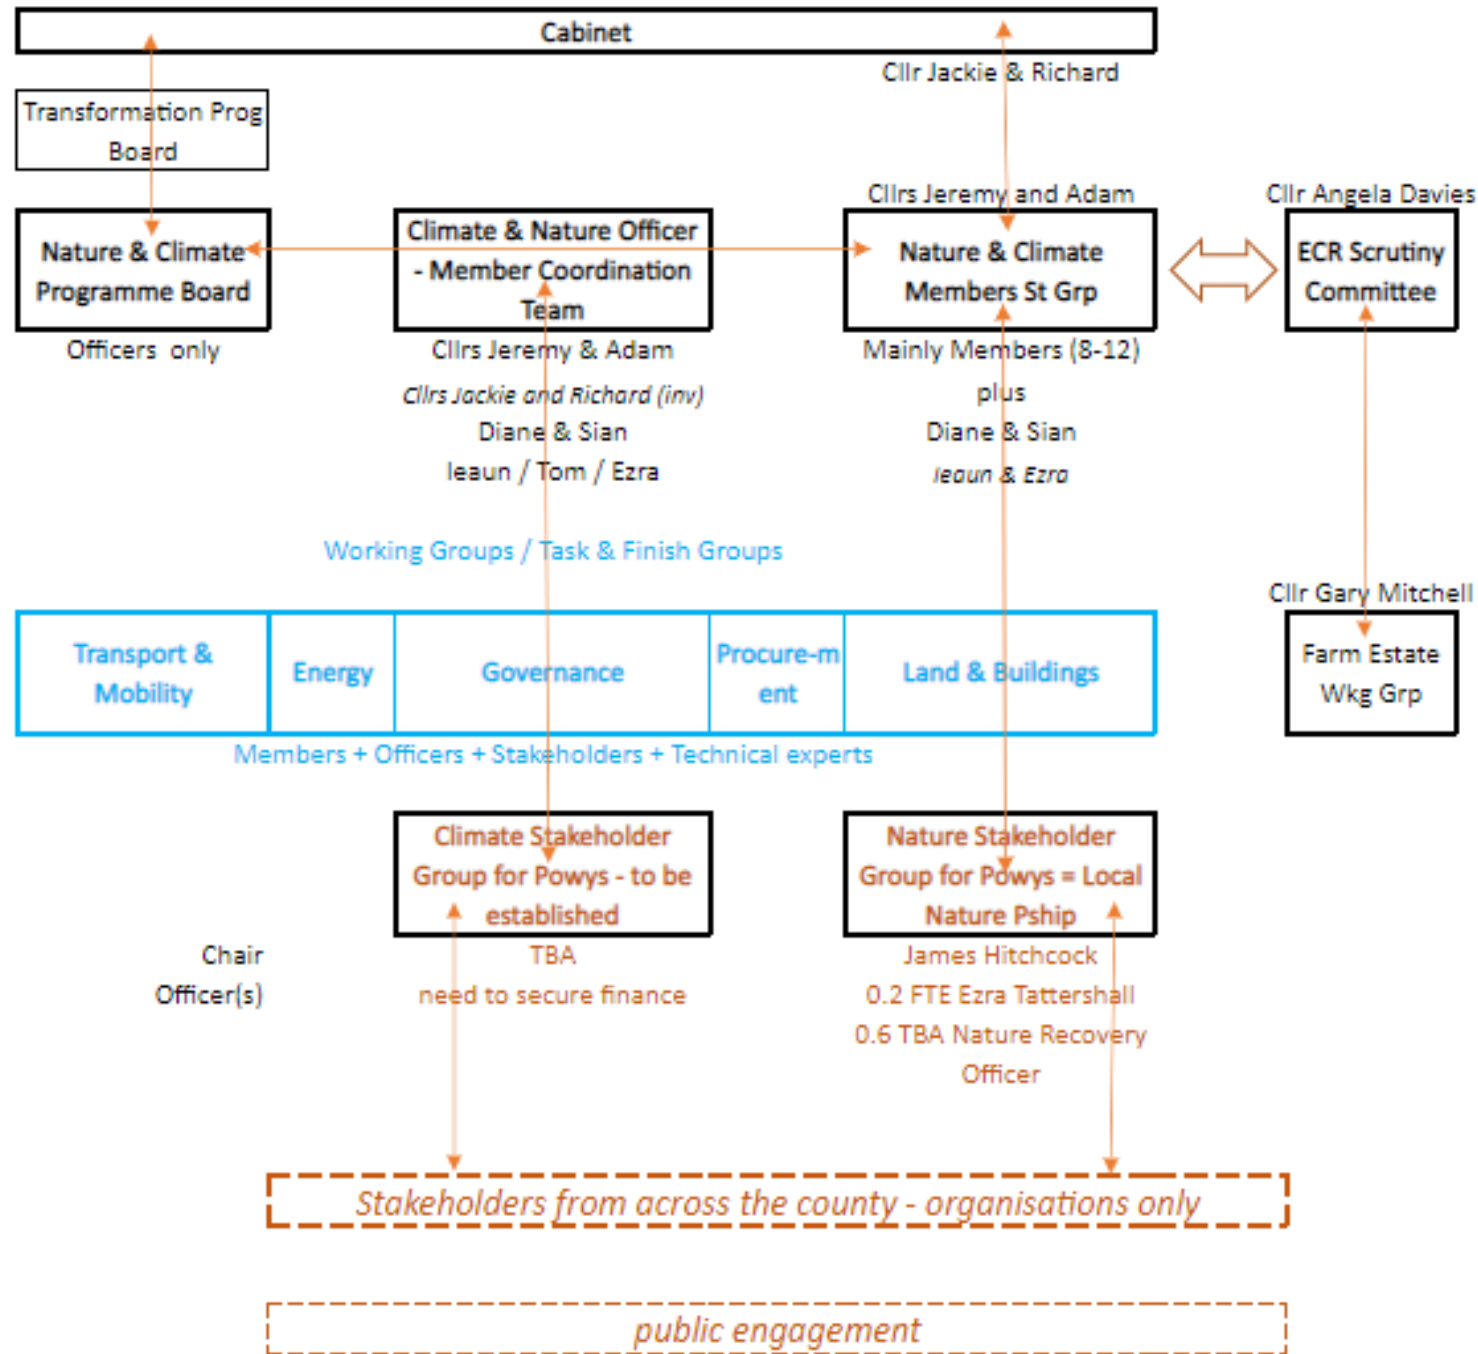 Cabinet
Cllr Jackie & Richard
Transformation Prog
Board
Cllrs Jeremy and Adam
Cllr Angela Davies
Nature & Climate
Programme Board
Climate & Nature Officer
- Member Coordination
Team
Nature & Climate
Members St Grp
ECR Scrutiny
Committee
Officers only
Cllrs Jeremy & Adam
Cllrs Jackie and Richard (inv)
Diane & Sian
Ieaun / Tom / Ezra
Mainly Members (8-12)
plus
Diane & Sian
Ieaun & Ezra
Working Groups / Task & Finish Groups
Cllr Gary Mitchell
Transport &
Mobility
Energy
Governance
Procure-m
ent
Land & Buildings
Farm Estate
Wkg Grp
Members + Officers + Stakeholders + Technical experts
Climate Stakeholder
Group for Powys - to be
established
Nature Stakeholder
Group for Powys = Local
Nature Pship
Chair
Officer(s)
TBA
need to secure finance
James Hitchcock
0.2 FTE Ezra Tattershall
0.6 TBA Nature Recovery
Officer
Stakeholders from across the county - organisations only
public engagement